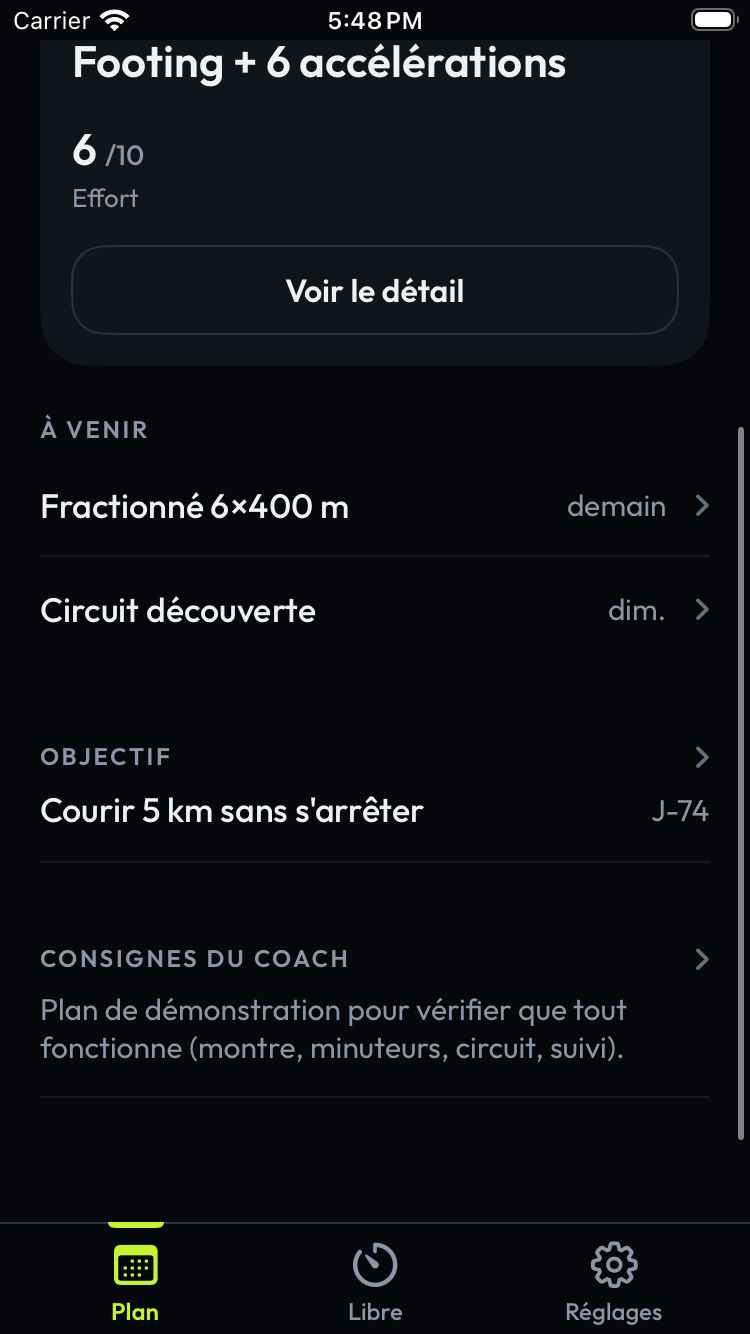 Carrier 5:48 PM
Footing + 6 accélérations
6 /10
Effort
Voir le détail
À VENIR
Fractionné 6×400 m demain
Circuit découverte dim.
OBJECTIF
Courir 5 km sans s'arrêter J-74
CONSIGNES DU COACH
Plan de démonstration pour vérifier que tout
fonctionne (montre, minuteurs, circuit, suivi).
Plan Libre Réglages